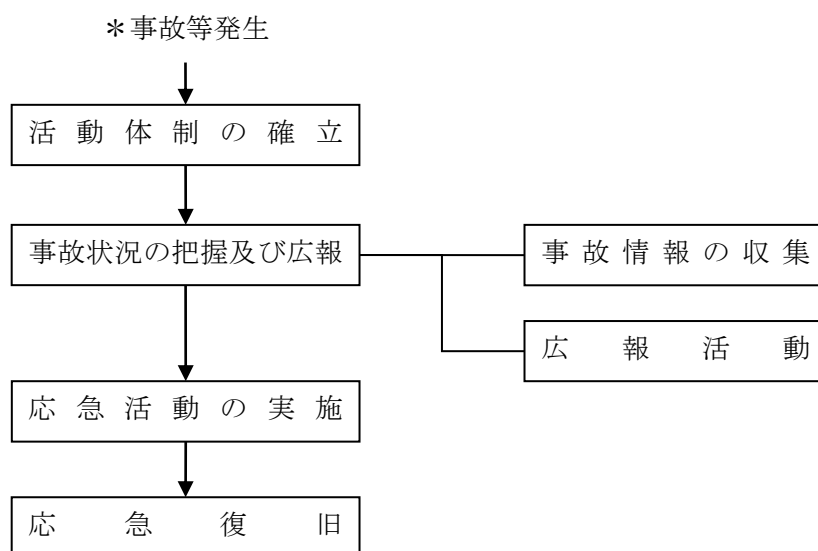 ＊事故等発生
活動体制の確立
事故状況の把握及び広報
事故情報の収集
広報活動
応急活動の実施
応急復旧